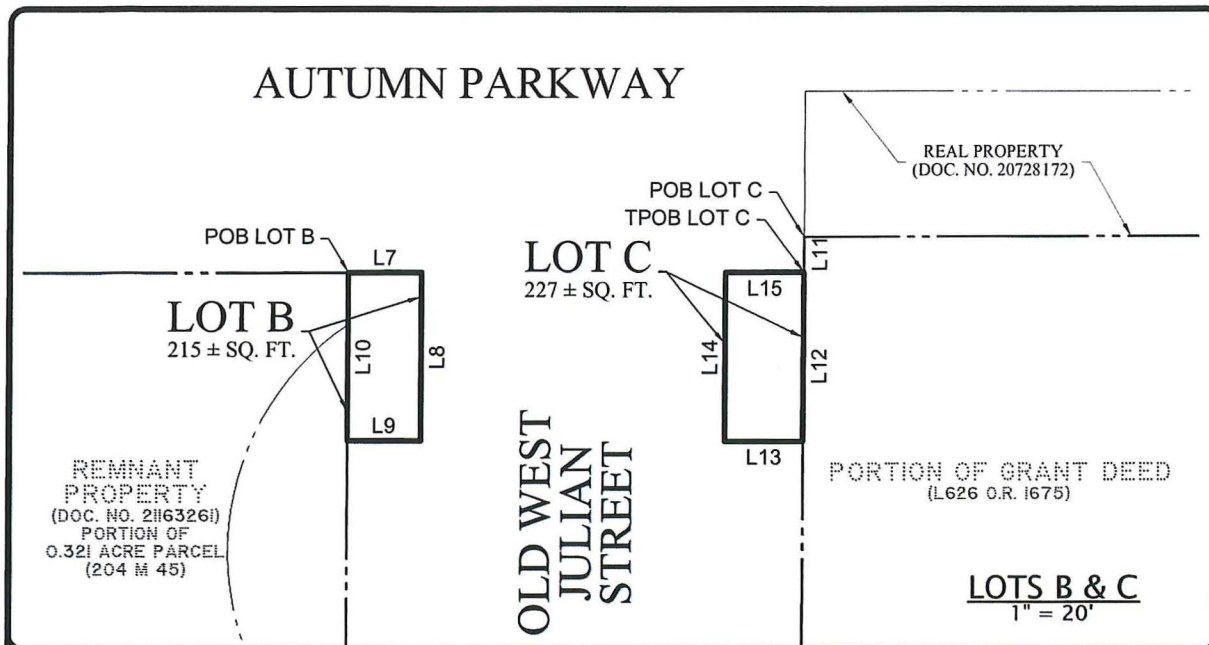 AUTUMN PARKWAY
REAL PROPERTY
(DOC. NO. 20728172)
POB LOT C
TPOB LOT C
L11
POB LOT B
L7
LOT B
215 ± SQ. FT.
L10
L8
L9
LOT C
227 ± SQ. FT.
L15
L14
L12
L13
OLD WEST
JULIAN
STREET
REMNANT
PROPERTY
(DOC. NO. 21163261)
PORTION OF
0.321 ACRE PARCEL
(204 M 45)
PORTION OF GRANT DEED
(L626 O.R. 1675)
LOTS B & C
1" = 20'